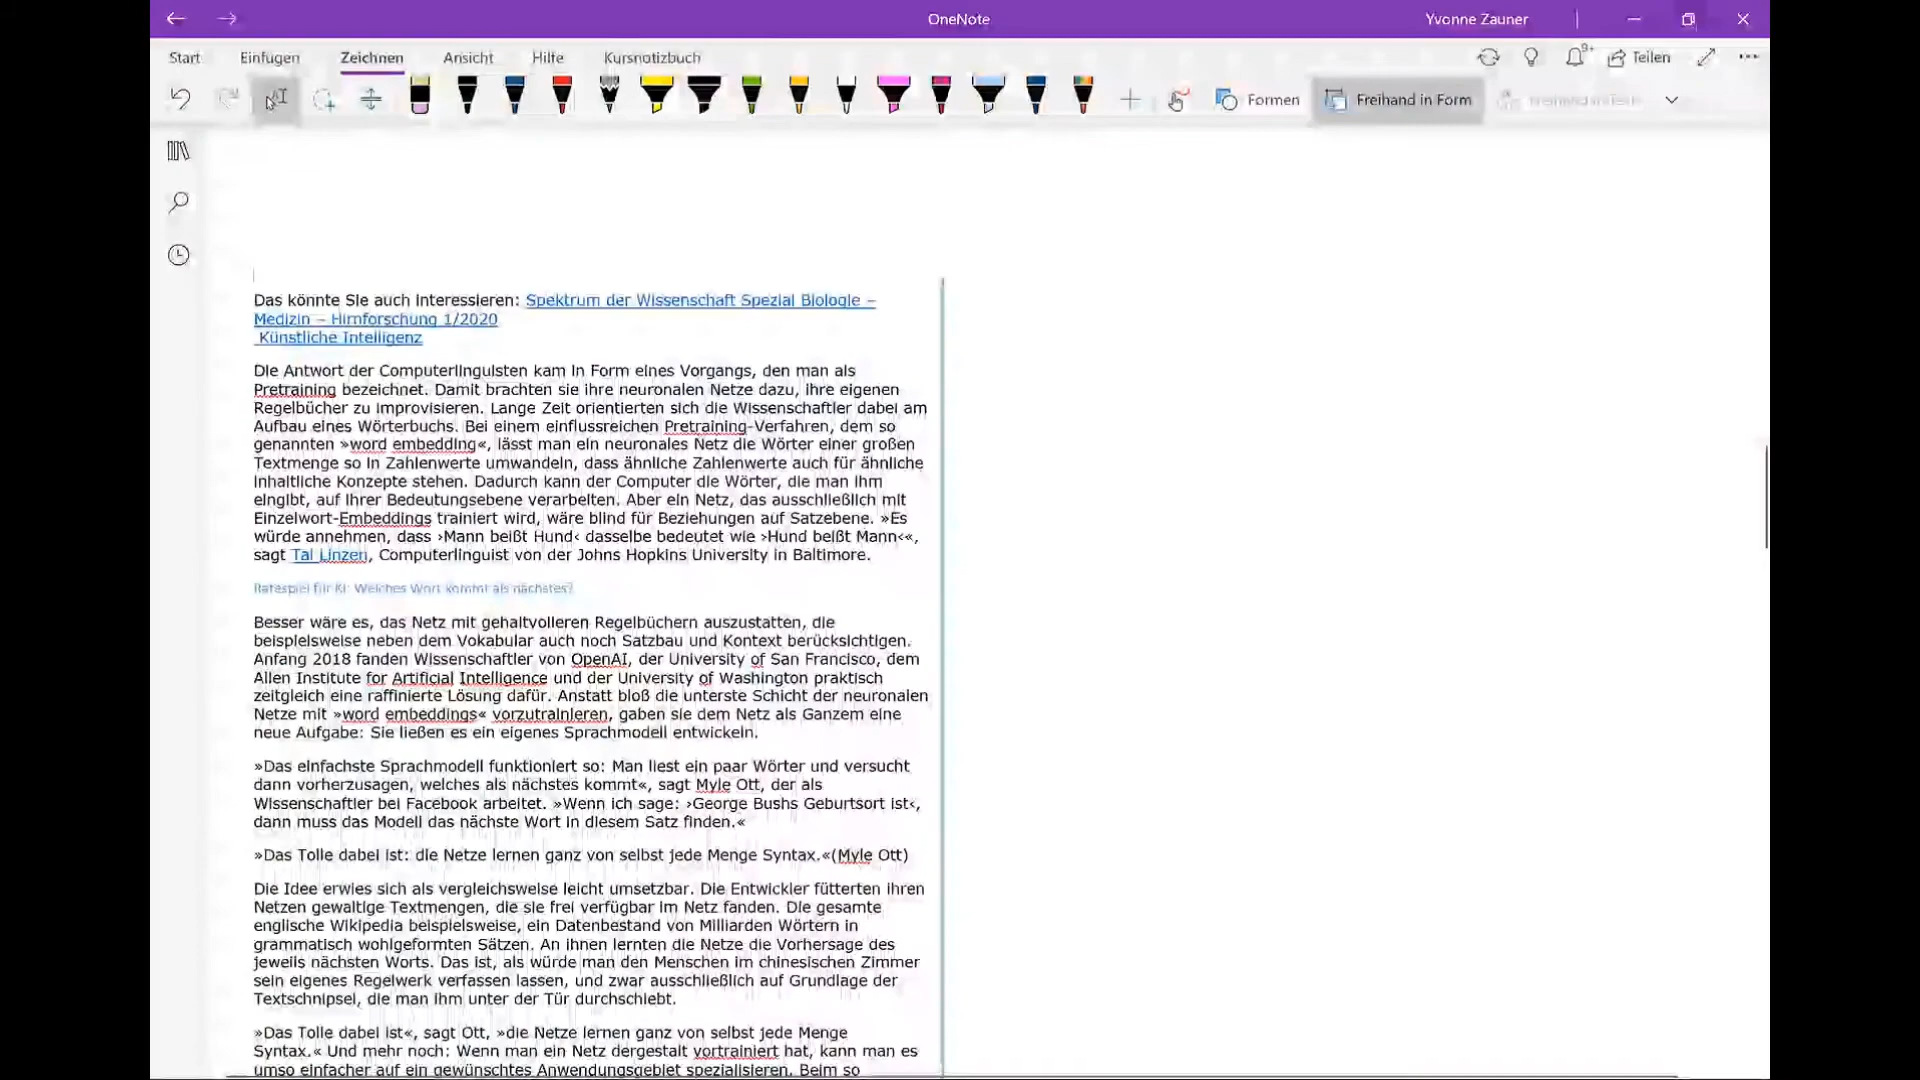 OneNote
Yvonne Zauner
Start
Einfügen
Zeichnen
Ansicht
Hilfe
Kursnotizbuch
9+
Teilen
Formen
Freihand in Form
Das könnte Sie auch interessieren: Spektrum der Wissenschaft Spezial Biologie –
Medizin – Hirnforschung 1/2020
Künstliche Intelligenz
Die Antwort der Computerlinguisten kam in Form eines Vorgangs, den man als
Pretraining bezeichnet. Damit brachten sie ihre neuronalen Netze dazu, ihre eigenen
Regelbücher zu improvisieren. Lange Zeit orientierten sich die Wissenschaftler dabei am
Aufbau eines Wörterbuchs. Bei einem einflussreichen Pretraining-Verfahren, dem so
genannten »word embedding«, lässt man ein neuronales Netz die Wörter einer großen
Textmenge so in Zahlenwerte umwandeln, dass ähnliche Zahlenwerte auch für ähnliche
inhaltliche Konzepte stehen. Dadurch kann der Computer die Wörter, die man ihm
eingibt, auf ihrer Bedeutungsebene verarbeiten. Aber ein Netz, das ausschließlich mit
Einzelwort-Embeddings trainiert wird, wäre blind für Beziehungen auf Satzebene. »Es
würde annehmen, dass ›Mann beißt Hund‹ dasselbe bedeutet wie ›Hund beißt Mann‹«,
sagt Tal Linzen, Computerlinguist von der Johns Hopkins University in Baltimore.
Ratespiel für KI: Welches Wort kommt als nächstes?
Besser wäre es, das Netz mit gehaltvolleren Regelbüchern auszustatten, die
beispielsweise neben dem Vokabular auch noch Satzbau und Kontext berücksichtigen.
Anfang 2018 fanden Wissenschaftler von OpenAI, der University of San Francisco, dem
Allen Institute for Artificial Intelligence und der University of Washington praktisch
zeitgleich eine raffinierte Lösung dafür. Anstatt bloß die unterste Schicht der neuronalen
Netze mit »word embeddings« vorzutrainieren, gaben sie dem Netz als Ganzem eine
neue Aufgabe: Sie ließen es ein eigenes Sprachmodell entwickeln.
»Das einfachste Sprachmodell funktioniert so: Man liest ein paar Wörter und versucht
dann vorherzusagen, welches als nächstes kommt«, sagt Myle Ott, der als
Wissenschaftler bei Facebook arbeitet. »Wenn ich sage: ›George Bushs Geburtsort ist‹,
dann muss das Modell das nächste Wort in diesem Satz finden.«
»Das Tolle dabei ist: die Netze lernen ganz von selbst jede Menge Syntax.«(Myle Ott)
Die Idee erwies sich als vergleichsweise leicht umsetzbar. Die Entwickler fütterten ihren
Netzen gewaltige Textmengen, die sie frei verfügbar im Netz fanden. Die gesamte
englische Wikipedia beispielsweise, ein Datenbestand von Milliarden Wörtern in
grammatisch wohlgeformten Sätzen. An ihnen lernten die Netze die Vorhersage des
jeweils nächsten Worts. Das ist, als würde man den Menschen im chinesischen Zimmer
sein eigenes Regelwerk verfassen lassen, und zwar ausschließlich auf Grundlage der
Textschnipsel, die man ihm unter der Tür durchschiebt.
»Das Tolle dabei ist«, sagt Ott, »die Netze lernen ganz von selbst jede Menge
Syntax.« Und mehr noch: Wenn man ein Netz dergestalt vortrainiert hat, kann man es
umso einfacher auf ein gewünschtes Anwendungsgebiet spezialisieren. Beim so